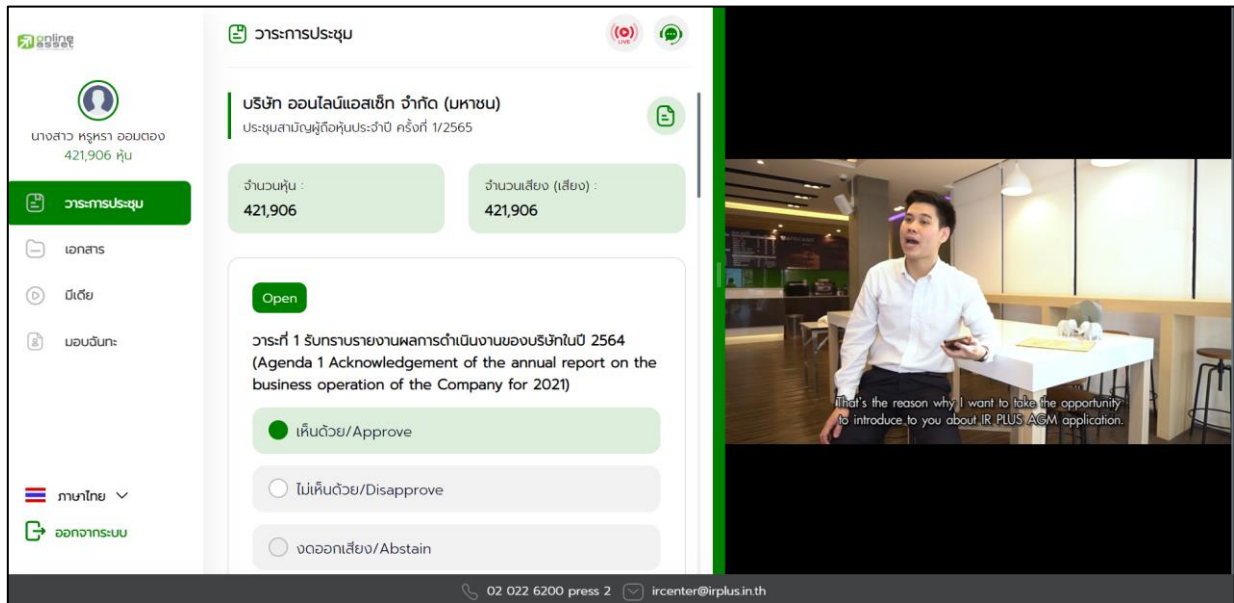 online
asset
นางสาว หรูหรา ออมตอง
421,906 หุ้น
วาระการประชุม
เอกสาร
มีเดีย
มอบฉันทะ
ภาษาไทย
ออกจากระบบ
วาระการประชุม
LIVE
บริษัท ออนไลน์แอสเซ็ท จำกัด (มหาชน)
ประชุมสามัญผู้ถือหุ้นประจำปี ครั้งที่ 1/2565
จำนวนหุ้น :
421,906
จำนวนเสียง (เสียง) :
421,906
Open
วาระที่ 1 รับทราบรายงานผลการดำเนินงานของบริษัทในปี 2564
(Agenda 1 Acknowledgement of the annual report on the
business operation of the Company for 2021)
เห็นด้วย/Approve
ไม่เห็นด้วย/Disapprove
งดออกเสียง/Abstain
That's the reason why I want to take the opportunity
to introduce to you about IR PLUS AGM application.
02 022 6200 press 2
ircenter@irplus.in.th